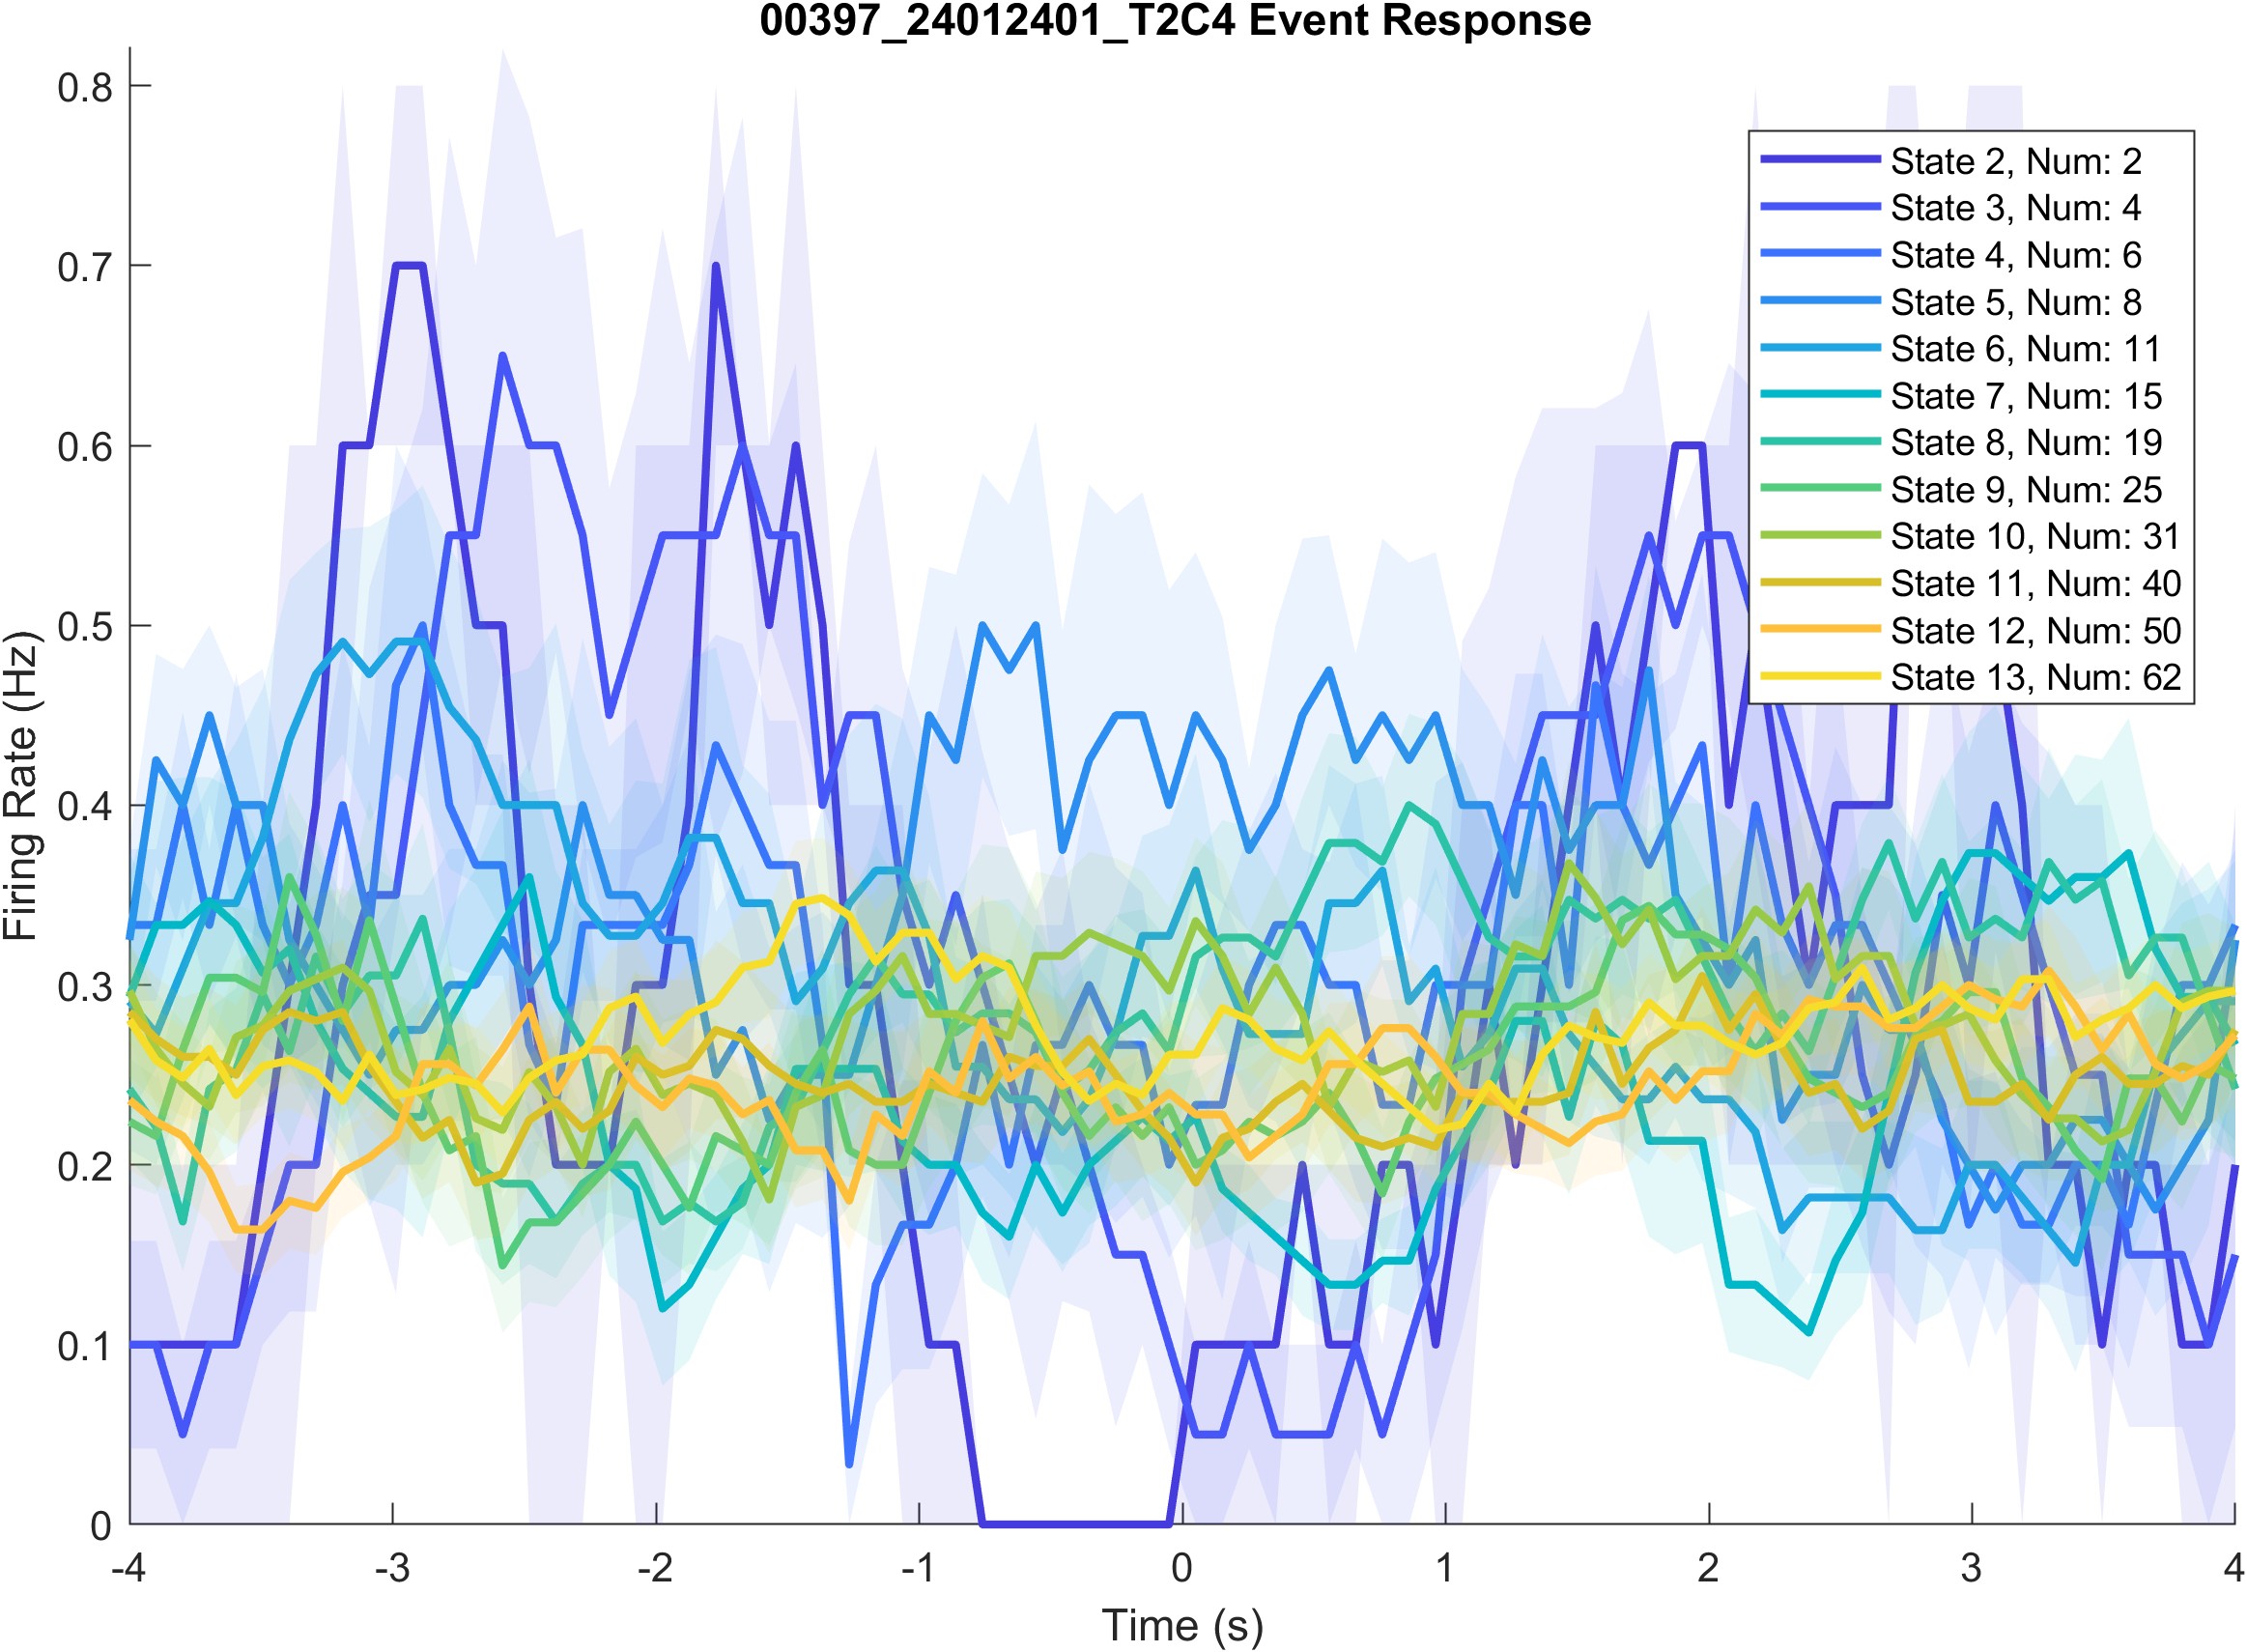 00397_24012401_T2C4 Event Response
Firing Rate (Hz)
0.8
0.7
0.6
0.5
0.4
0.3
0.2
0.1
0
State 2, Num: 2
State 3, Num: 4
State 4, Num: 6
State 5, Num: 8
State 6, Num: 11
State 7, Num: 15
State 8, Num: 19
State 9, Num: 25
State 10, Num: 31
State 11, Num: 40
State 12, Num: 50
State 13, Num: 62
-4 -3 -2 -1 0 1 2 3 4
Time (s)